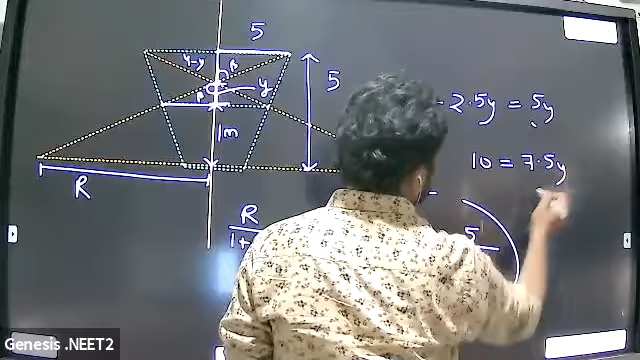 5
4-y
β
y
5
β
1m
R
-2.5y = 5y
10 = 7.5y
R
1+
5
Genesis .NEET2